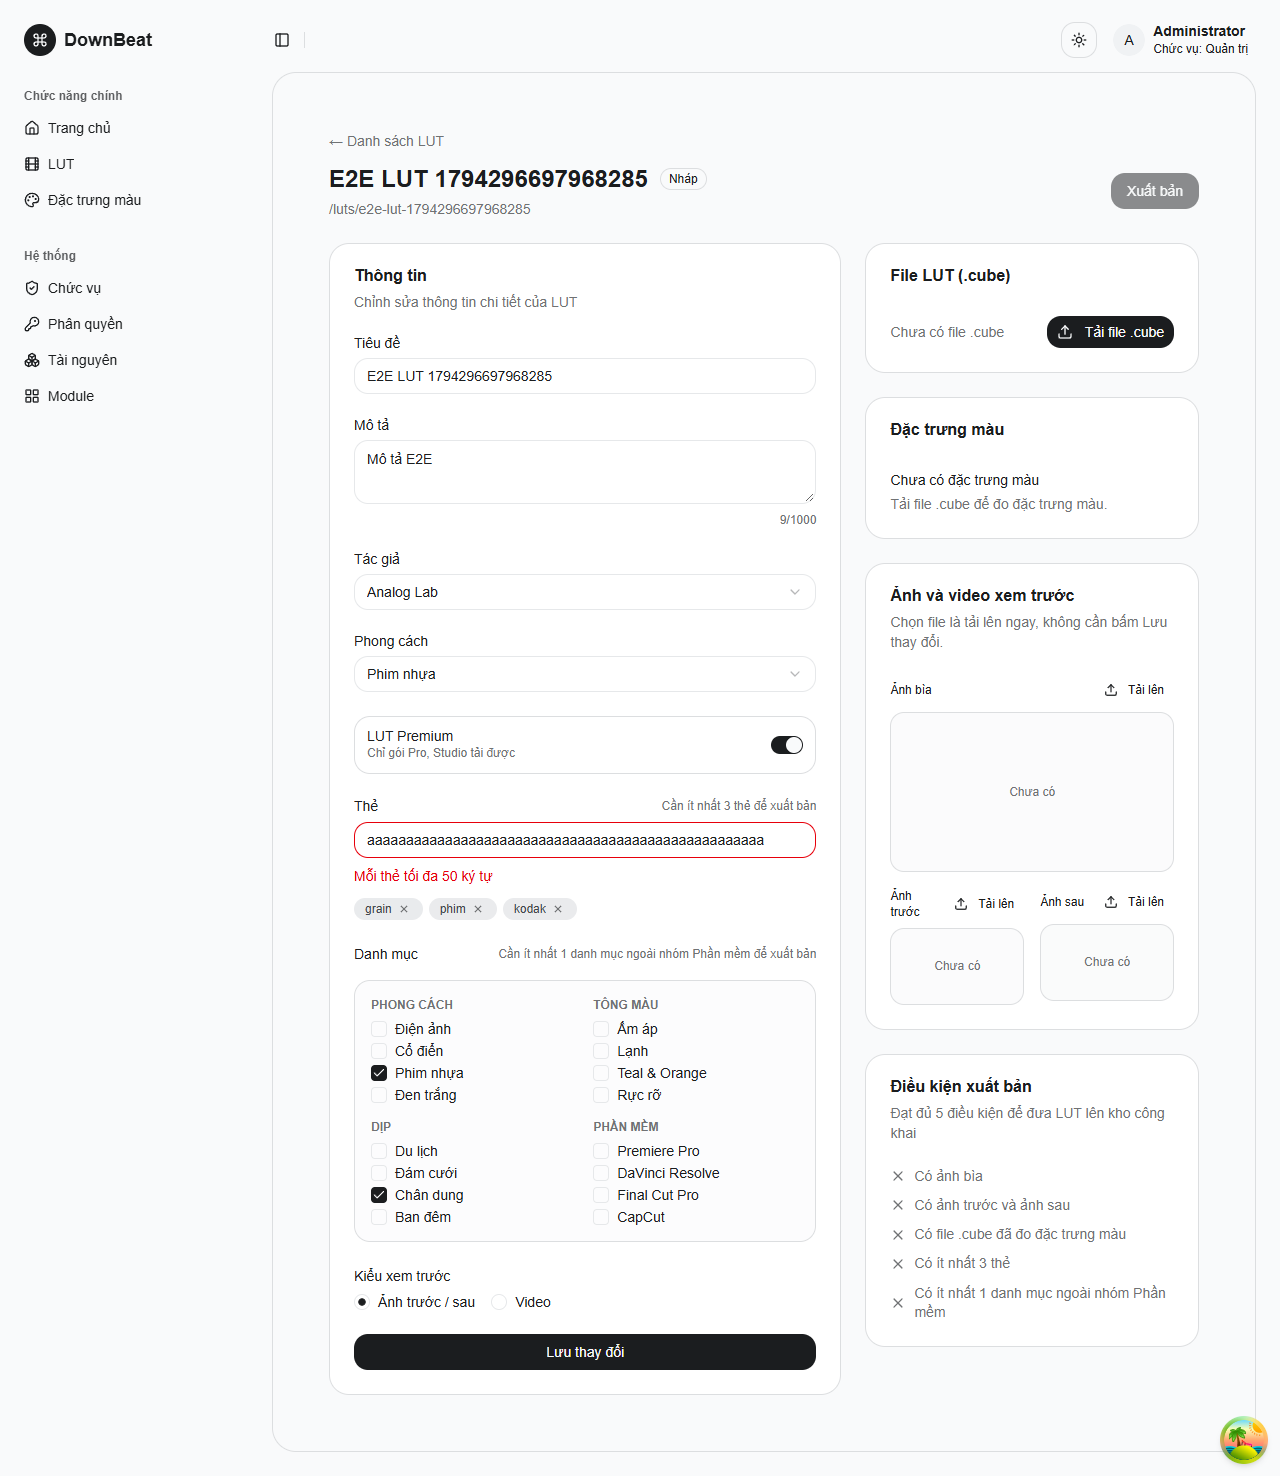 DownBeat
Administrator
A
Chức vụ: Quản trị
Chức năng chính
Trang chủ
LUT
Đặc trưng màu
Hệ thống
Chức vụ
Phân quyền
Tài nguyên
Module
← Danh sách LUT
E2E LUT 1794296697968285
Nháp
/luts/e2e-lut-1794296697968285
Xuất bản
Thông tin
Chỉnh sửa thông tin chi tiết của LUT
Tiêu đề
E2E LUT 1794296697968285
Mô tả
Mô tả E2E
9/1000
Tác giả
Analog Lab
Phong cách
Phim nhựa
LUT Premium
Chỉ gói Pro, Studio tải được
Thẻ
Cần ít nhất 3 thẻ để xuất bản
aaaaaaaaaaaaaaaaaaaaaaaaaaaaaaaaaaaaaaaaaaaaaaaaaaa
Mỗi thẻ tối đa 50 ký tự
grain
phim
kodak
Danh mục
Cần ít nhất 1 danh mục ngoài nhóm Phần mềm để xuất bản
PHONG CÁCH
Điện ảnh
Cổ điển
Phim nhựa
Đen trắng
TÔNG MÀU
Ấm áp
Lạnh
Teal & Orange
Rực rỡ
DỊP
Du lịch
Đám cưới
Chân dung
Ban đêm
PHẦN MỀM
Premiere Pro
DaVinci Resolve
Final Cut Pro
CapCut
Kiểu xem trước
Ảnh trước / sau
Video
Lưu thay đổi
File LUT (.cube)
Chưa có file .cube
Tải file .cube
Đặc trưng màu
Chưa có đặc trưng màu
Tải file .cube để đo đặc trưng màu.
Ảnh và video xem trước
Chọn file là tải lên ngay, không cần bấm Lưu
thay đổi.
Ảnh bìa
Tải lên
Chưa có
Ảnh
trước
Tải lên
Chưa có
Ảnh sau
Tải lên
Chưa có
Điều kiện xuất bản
Đạt đủ 5 điều kiện để đưa LUT lên kho công
khai
Có ảnh bìa
Có ảnh trước và ảnh sau
Có file .cube đã đo đặc trưng màu
Có ít nhất 3 thẻ
Có ít nhất 1 danh mục ngoài nhóm Phần
mềm